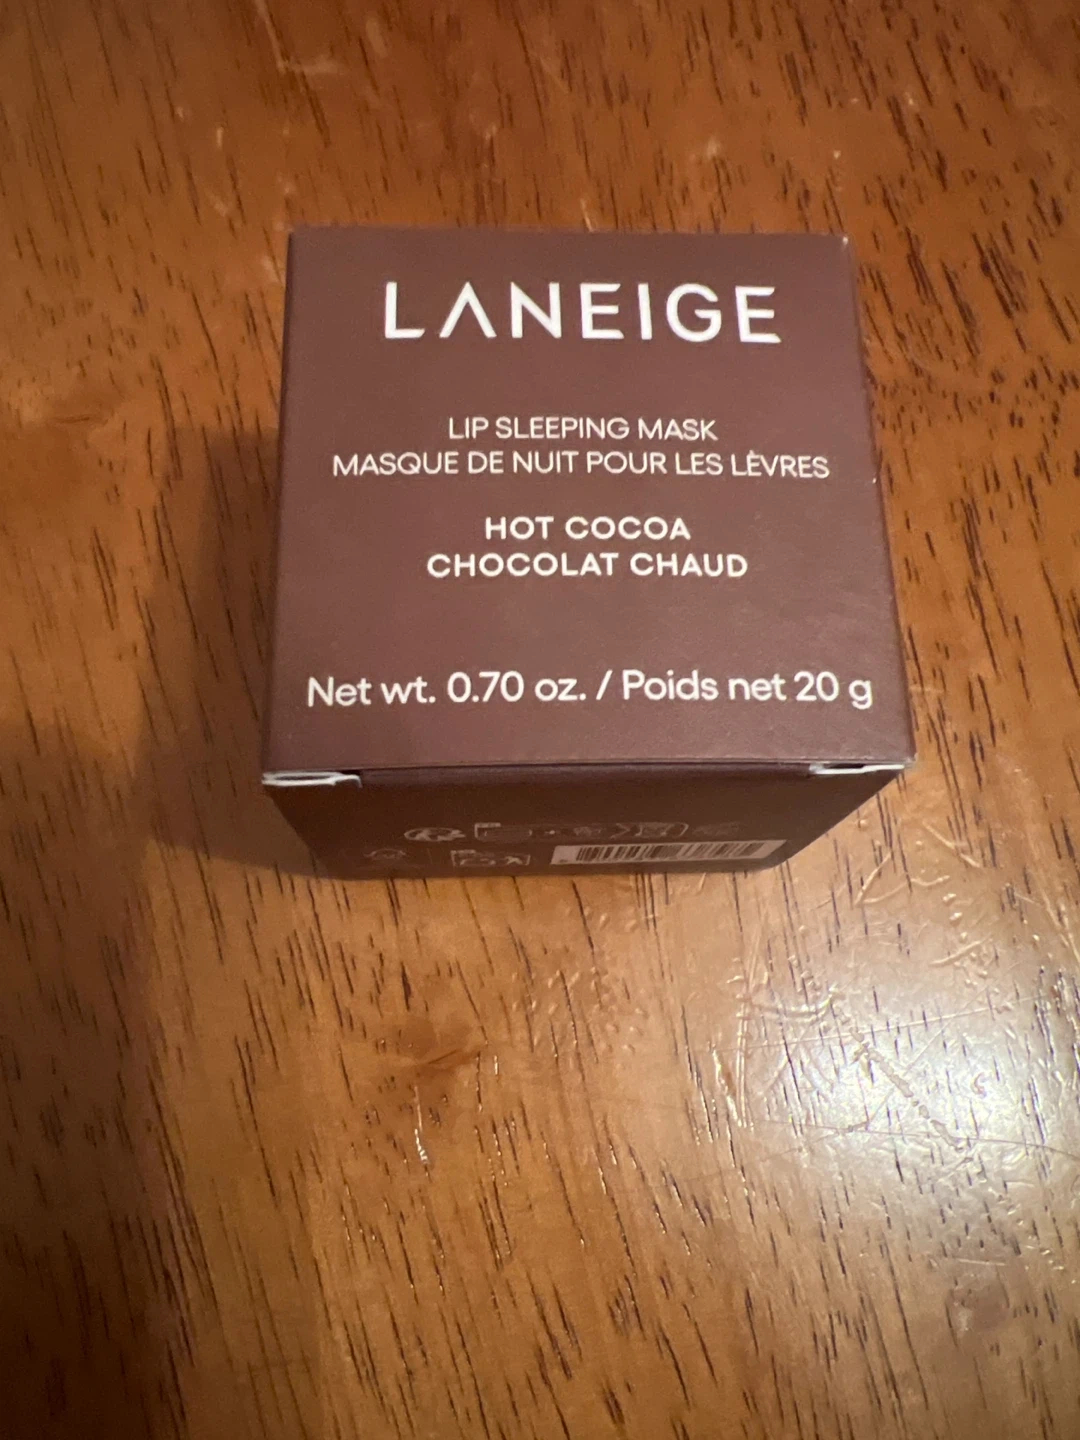 LANEIGE
LIP SLEEPING MASK
MASQUE DE NUIT POUR LES LÈVRES
HOT COCOA
CHOCOLAT CHAUD
Net wt. 0.70 oz. / Poids net 20 g